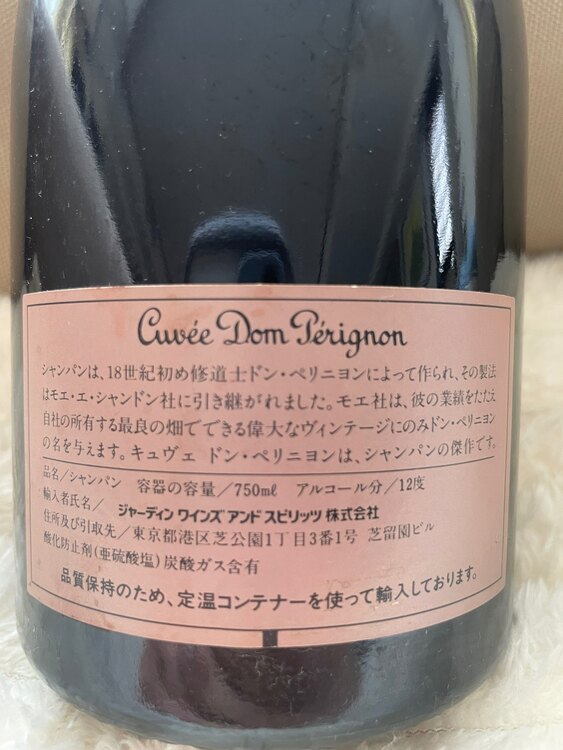 Cuvée Dom Pérignon
シャンパンは、18世紀初め修道士ドン・ペリニヨンによって作られ、その製法
はモエ・エ・シャンドン社に引き継がれました。モエ社は、彼の業績をたたえ
自社の所有する最良の畑でできる偉大なヴィンテージにのみドン・ペリニヨン
の名を与えます。キュヴェ ドン・ペリニヨンは、シャンパンの傑作です。
品名/シャンパン 容器の容量/750mℓ アルコール分/12度
輸入者氏名/ ジャーディン ワインズ アンド スピリッツ 株式会社
住所及び引取先/東京都港区芝公園1丁目3番1号 芝留園ビル
酸化防止剤(亜硫酸塩)炭酸ガス含有
品質保持のため、定温コンテナーを使って輸入しております。